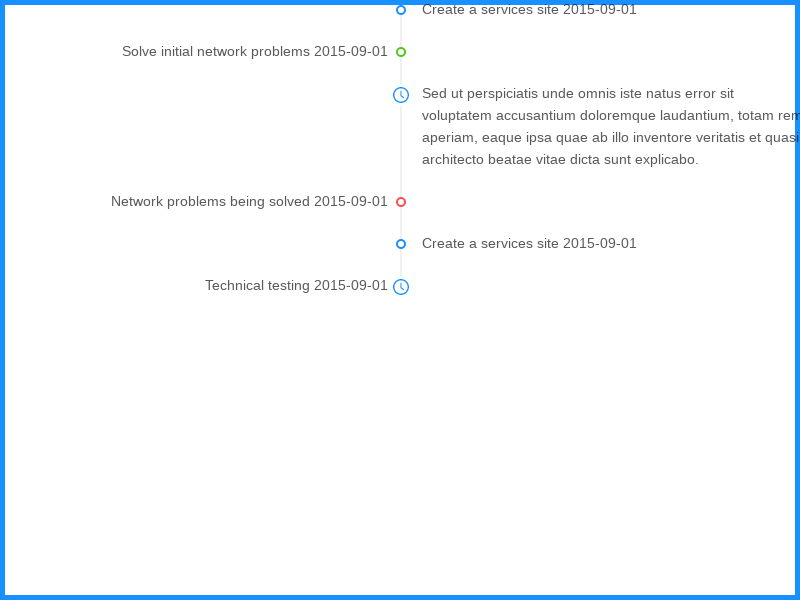 Create a services site 2015-09-01
Solve initial network problems 2015-09-01
Sed ut perspiciatis unde omnis iste natus error sit
voluptatem accusantium doloremque laudantium, totam rem
aperiam, eaque ipsa quae ab illo inventore veritatis et quasi
architecto beatae vitae dicta sunt explicabo.
Network problems being solved 2015-09-01
Create a services site 2015-09-01
Technical testing 2015-09-01